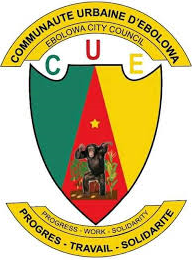 COMMUNAUTE URBAINE D'EBOLOWA
EBOLOWA CITY COUNCIL
C U E
PROGRESS - WORK - SOLIDARITY
PROGRES - TRAVAIL - SOLIDARITE